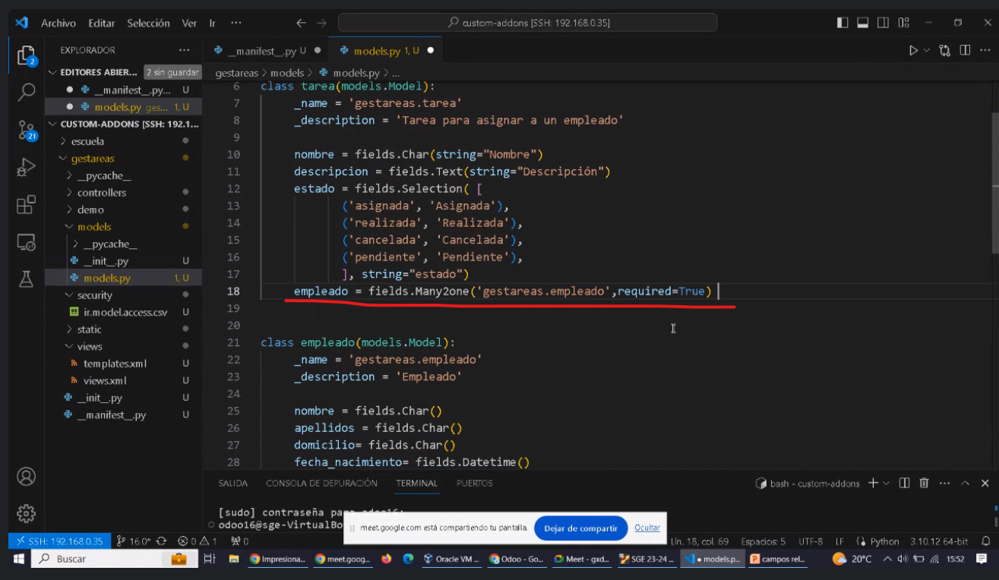 Archivo Editar Selección Ver Ir ··· custom-addons [SSH: 192.168.0.35]
EXPLORADOR ···
__manifest__.py U
models.py 1, U
EDITORES ABIER... 2 sin guardar
__manifest__.py... U
models.py ges... 1, U
CUSTOM-ADDONS [SSH: 192.1...
escuela
gestareas
__pycache__
controllers
demo
models
__pycache__
__init__.py U
models.py 1, U
security
ir.model.access.csv U
static
views
templates.xml U
views.xml U
__init__.py U
__manifest__.py U
2
21
gestareas > models > models.py > ...
6 class tarea(models.Model):
7 _name = 'gestareas.tarea'
8 _description = 'Tarea para asignar a un empleado'
9
10 nombre = fields.Char(string="Nombre")
11 descripcion = fields.Text(string="Descripción")
12 estado = fields.Selection( [
13 ('asignada', 'Asignada'),
14 ('realizada', 'Realizada'),
15 ('cancelada', 'Cancelada'),
16 ('pendiente', 'Pendiente'),
17 ], string="estado")
18 empleado = fields.Many2one('gestareas.empleado',required=True)
19
20
21 class empleado(models.Model):
22 _name = 'gestareas.empleado'
23 _description = 'Empleado'
24
25 nombre = fields.Char()
26 apellidos = fields.Char()
27 domicilio= fields.Char()
28 fecha_nacimiento= fields.Datetime()
SALIDA CONSOLA DE DEPURACIÓN TERMINAL PUERTOS bash - custom-addons
[sudo] contraseña para odoo16:
odoo16@sge-VirtualBo
meet.google.com está compartiendo tu pantalla. Dejar de compartir Ocultar
SSH: 192.168.0.35 16.0* 0 1 0 Lín. 18, col. 69 Espacios: 5 UTF-8 LF Python 3.10.12 64-bit
Buscar Impresiona... meet.goog... Oracle VM ... Odoo - Go... Meet - gxd... SGE 23-24 ... models.p... campos rel... 20°C 15:52